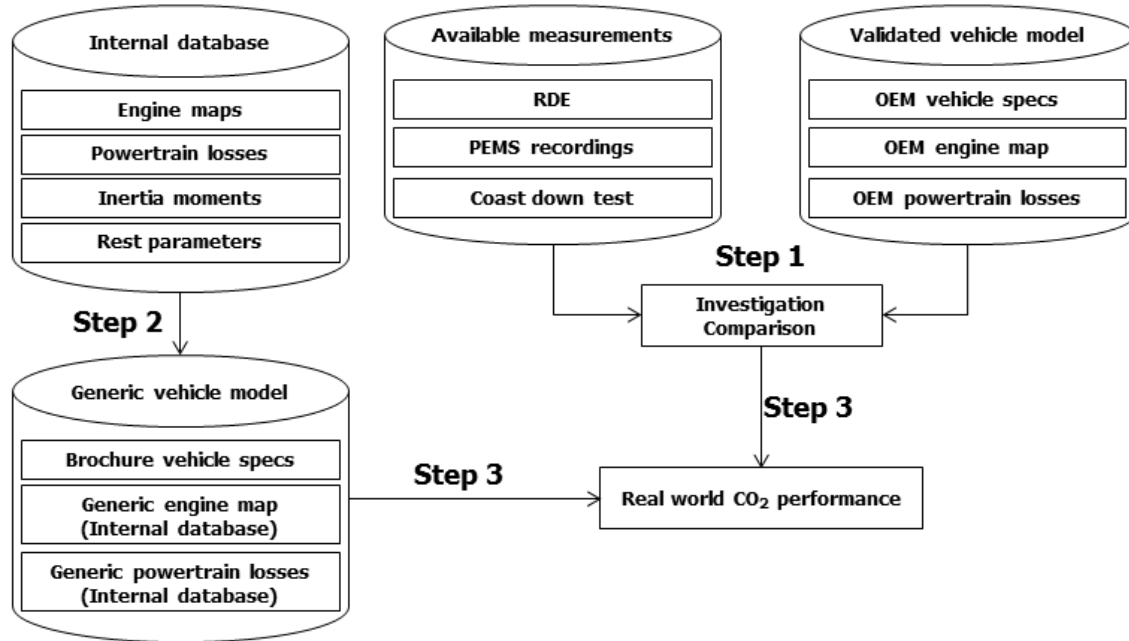 Internal database
Engine maps
Powertrain losses
Inertia moments
Rest parameters
Available measurements
RDE
PEMS recordings
Coast down test
Validated vehicle model
OEM vehicle specs
OEM engine map
OEM powertrain losses
Step 1
Investigation
Comparison
Step 2
Generic vehicle model
Brochure vehicle specs
Generic engine map
(Internal database)
Generic powertrain losses
(Internal database)
Step 3
Step 3
Real world CO₂ performance